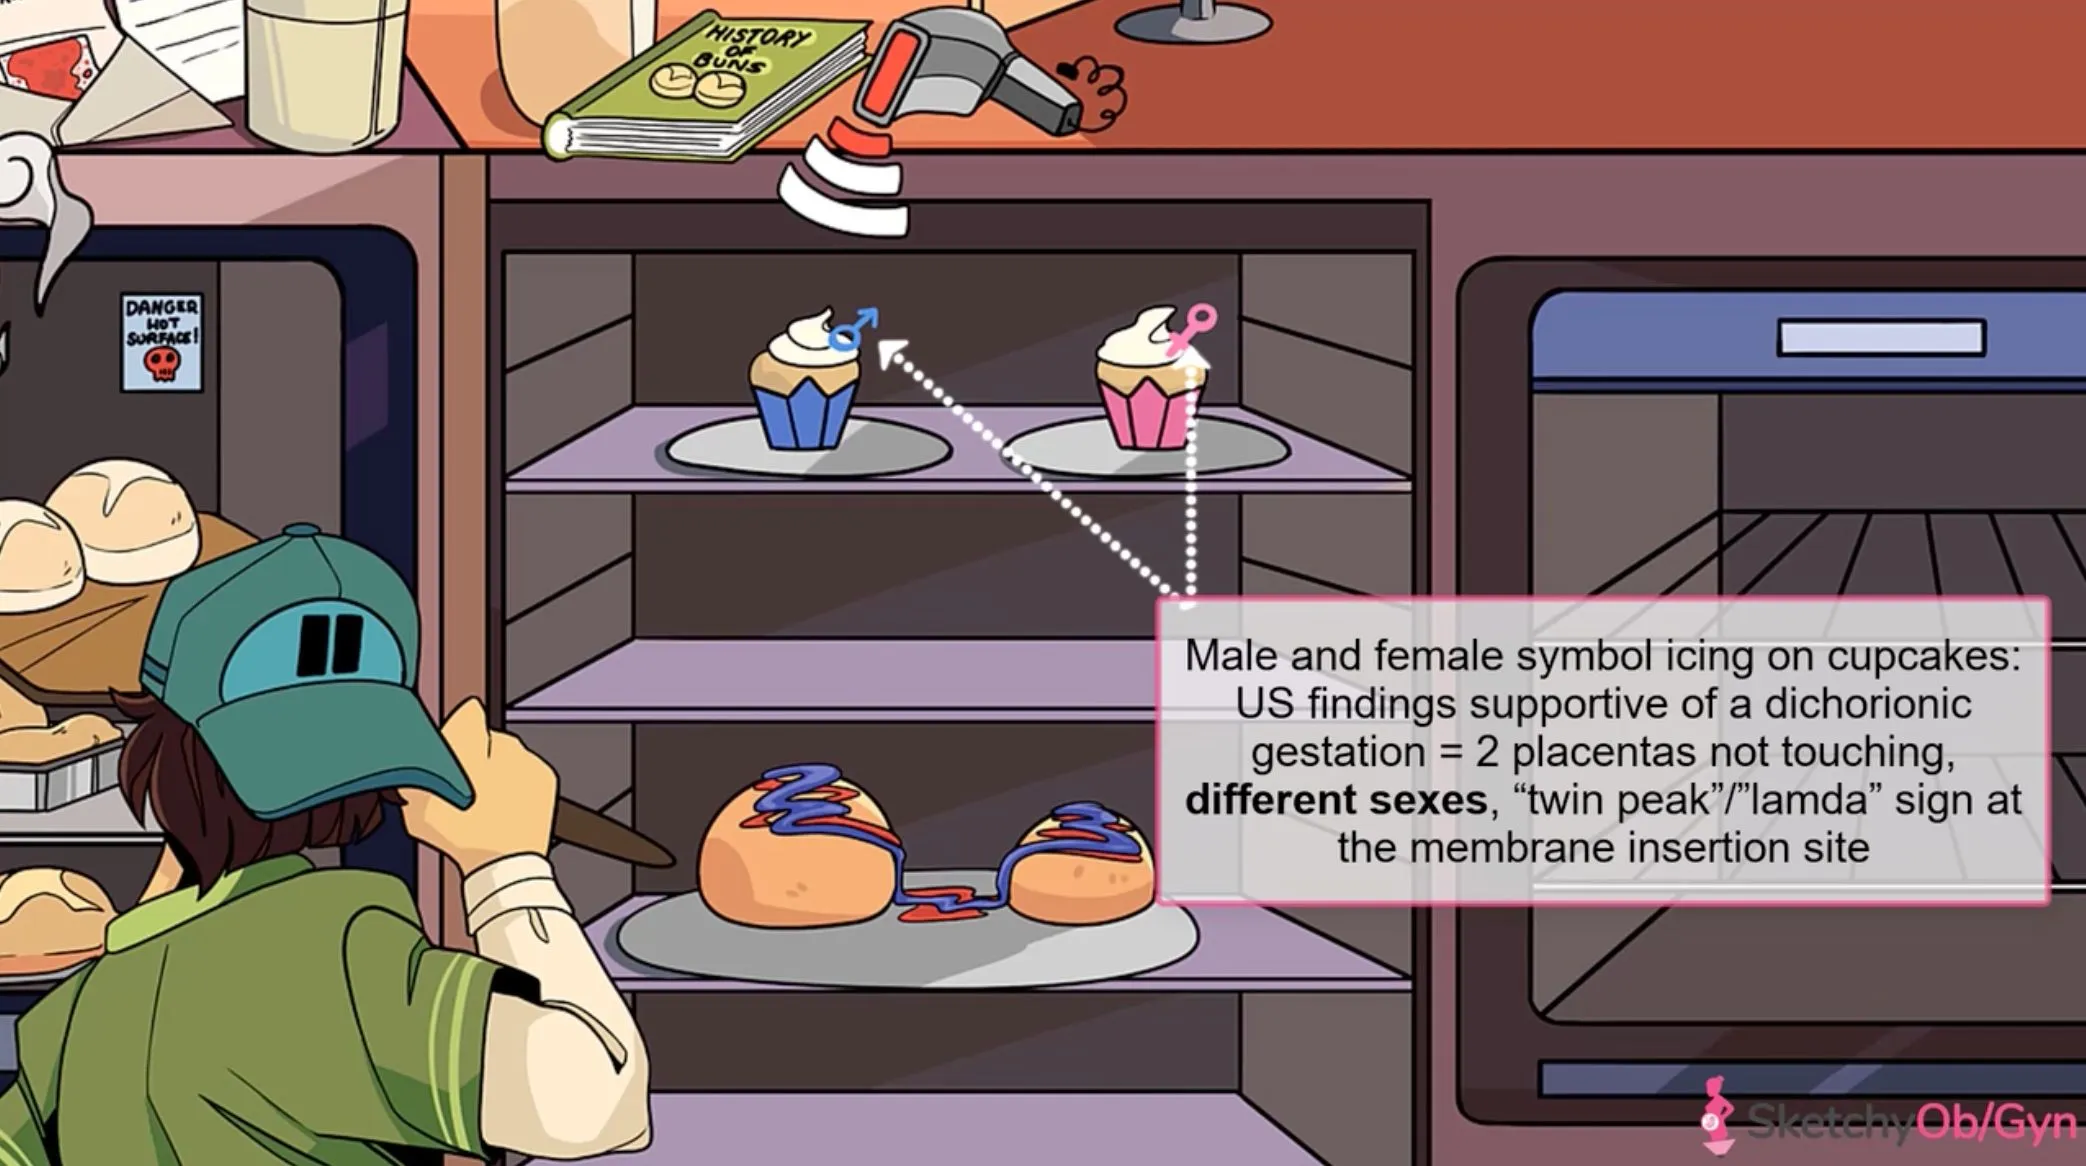 HISTORY
OF
BUNS
DANGER
HOT
SURFACE!
Male and female symbol icing on cupcakes:
US findings supportive of a dichorionic
gestation = 2 placentas not touching,
different sexes, “twin peak”/”lamda” sign at
the membrane insertion site
SketchyOb/Gyn